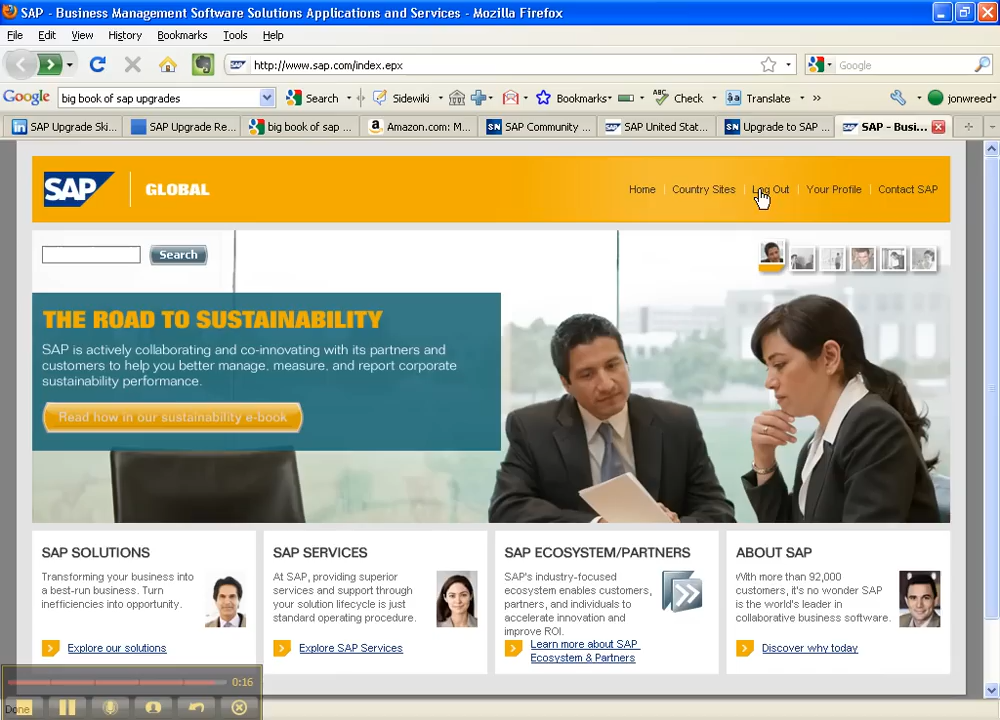 SAP - Business Management Software Solutions Applications and Services - Mozilla Firefox
File Edit View History Bookmarks Tools Help
http://www.sap.com/index.epx Google
Google big book of sap upgrades Search Sidewiki Bookmarks Check Translate » jonwreed
SAP Upgrade Ski... SAP Upgrade Re... big book of sap ... Amazon.com: M... SAP Community ... SAP United Stat... Upgrade to SAP ... SAP - Busi...
SAP GLOBAL Home Country Sites Log Out Your Profile Contact SAP
Search
THE ROAD TO SUSTAINABILITY
SAP is actively collaborating and co-innovating with its partners and
customers to help you better manage, measure, and report corporate
sustainability performance.
Read how in our sustainability e-book
SAP SOLUTIONS
Transforming your business into
a best-run business. Turn
inefficiencies into opportunity.
Explore our solutions
SAP SERVICES
At SAP, providing superior
services and support through
your solution lifecycle is just
standard operating procedure.
Explore SAP Services
SAP ECOSYSTEM/PARTNERS
SAP's industry-focused
ecosystem enables customers,
partners, and individuals to
accelerate innovation and
improve ROI.
Learn more about SAP
Ecosystem & Partners
ABOUT SAP
With more than 92,000
customers, it's no wonder SAP
is the world's leader in
collaborative business software.
Discover why today
0:16
Done